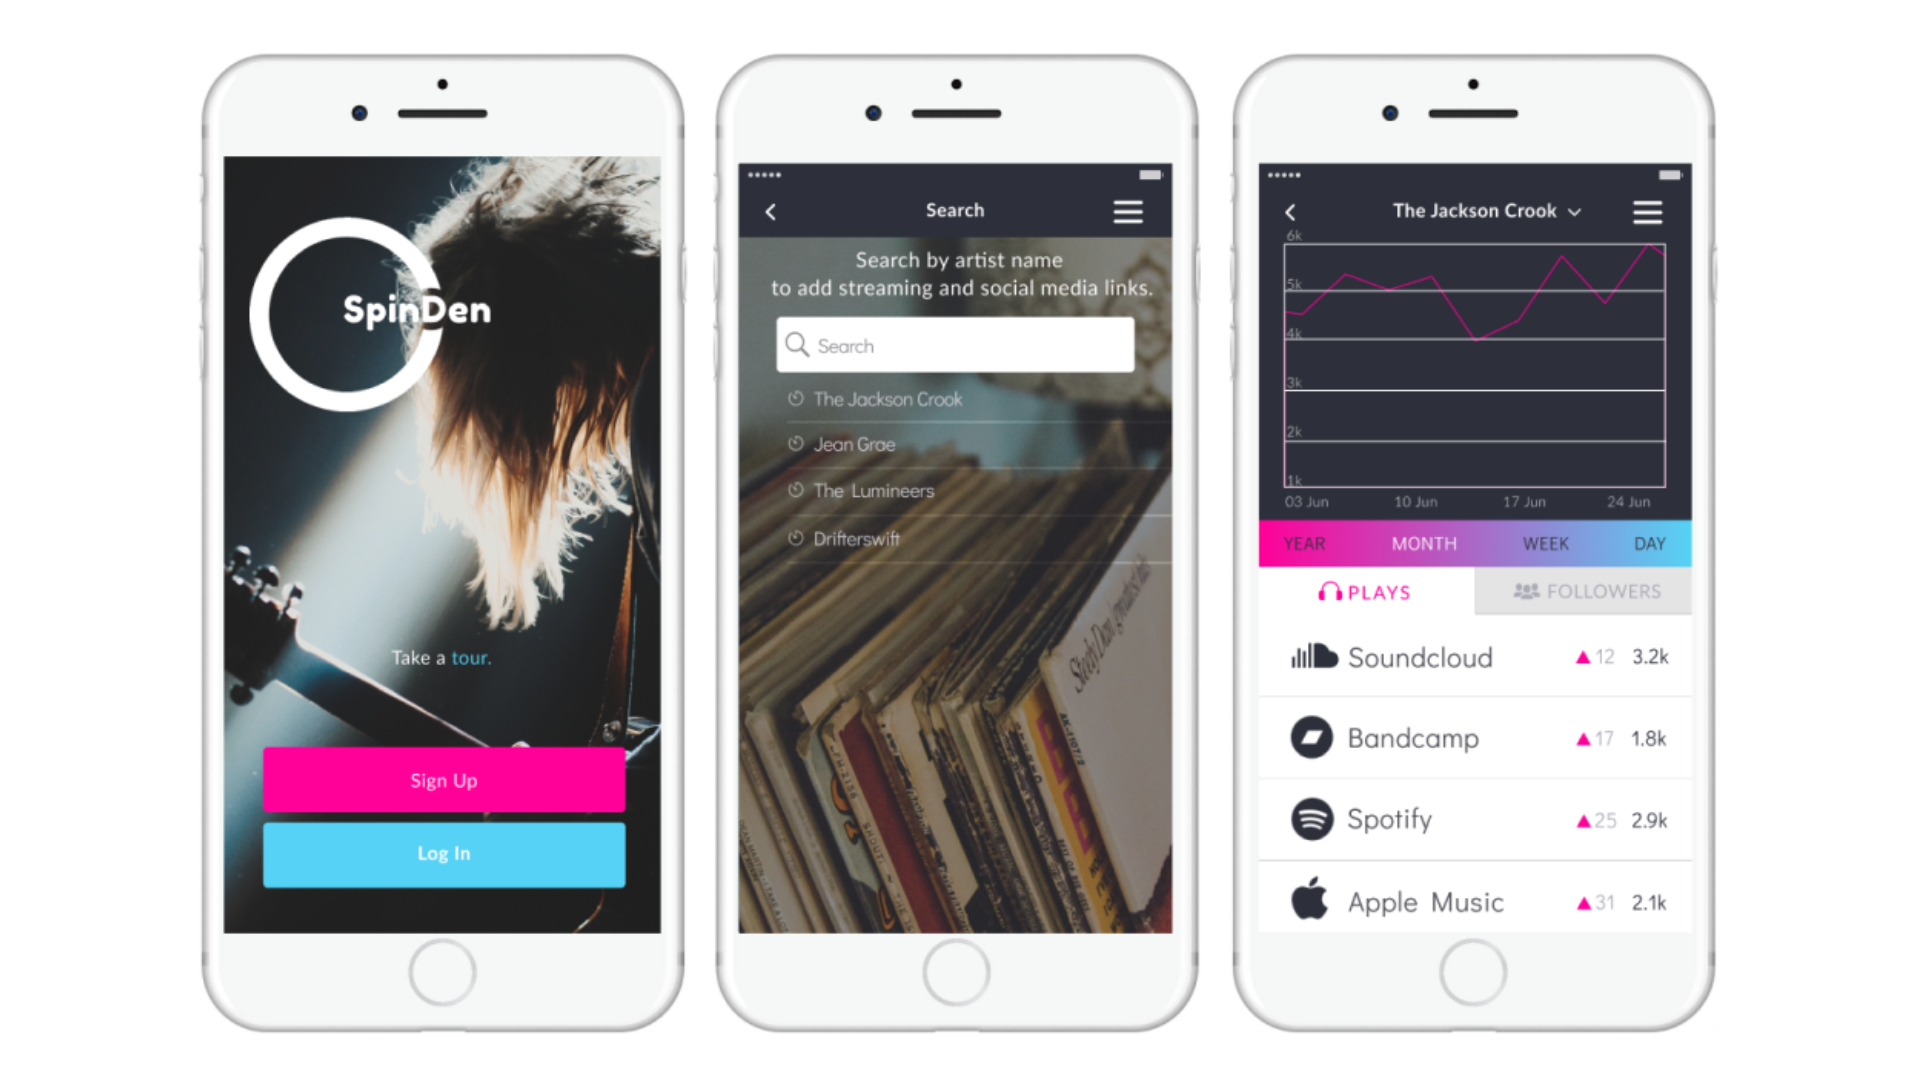 SpinDen
Take a tour.
Sign Up
Log In
Search
Search by artist name
to add streaming and social media links.
Search
The Jackson Crook
Jean Grae
The Lumineers
Drifterswift
The Jackson Crook
6k
5k
4k
3k
2k
1k
03 Jun 10 Jun 17 Jun 24 Jun
YEAR MONTH WEEK DAY
PLAYS FOLLOWERS
Soundcloud ▲12 3.2k
Bandcamp ▲17 1.8k
Spotify ▲25 2.9k
Apple Music ▲31 2.1k